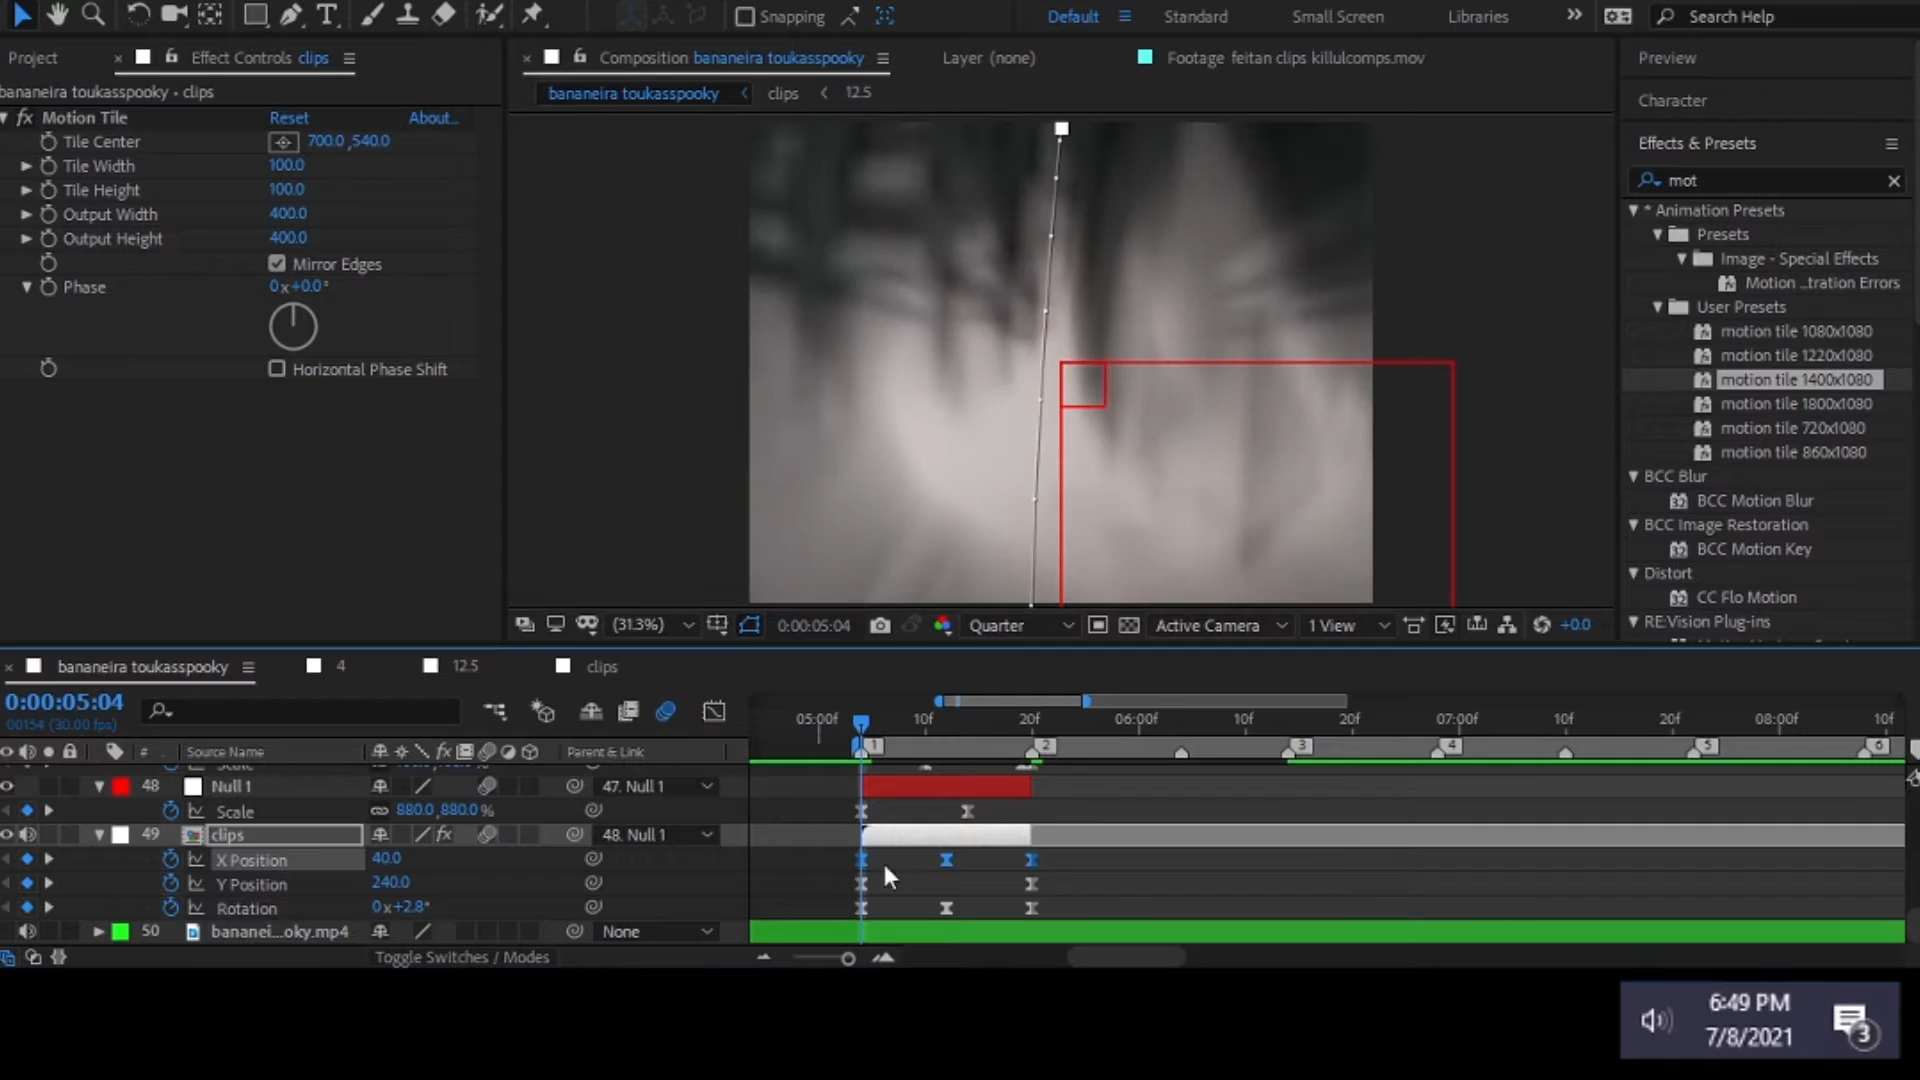 Snapping
Default
Standard
Small Screen
Libraries
Search Help
Project
Effect Controls clips
Composition bananeira toukasspooky
Layer (none)
Footage feitan clips killulcomps.mov
Preview
bananeira toukasspooky • clips
bananeira toukasspooky
clips
12.5
Character
fx Motion Tile
Reset
About...
Tile Center
700.0 ,540.0
Tile Width
100.0
Tile Height
100.0
Output Width
400.0
Output Height
400.0
Mirror Edges
Phase
0x+0.0°
Horizontal Phase Shift
Effects & Presets
mot
* Animation Presets
Presets
Image - Special Effects
Motion ...tration Errors
User Presets
motion tile 1080x1080
motion tile 1220x1080
motion tile 1400x1080
motion tile 1800x1080
motion tile 720x1080
motion tile 860x1080
BCC Blur
BCC Motion Blur
BCC Image Restoration
BCC Motion Key
Distort
CC Flo Motion
RE:Vision Plug-ins
(31.3%)
0:00:05:04
Quarter
Active Camera
1 View
+0.0
bananeira toukasspooky
4
12.5
clips
0:00:05:04
00154 (30.00 fps)
05:00f
10f
20f
06:00f
10f
20f
07:00f
10f
20f
08:00f
10f
1
2
3
4
5
6
#
Source Name
fx
Parent & Link
48
Null 1
47. Null 1
Scale
880.0,880.0%
49
clips
fx
48. Null 1
X Position
40.0
Y Position
240.0
Rotation
0x+2.8°
50
bananei...oky.mp4
None
Toggle Switches / Modes
6:49 PM
7/8/2021
3